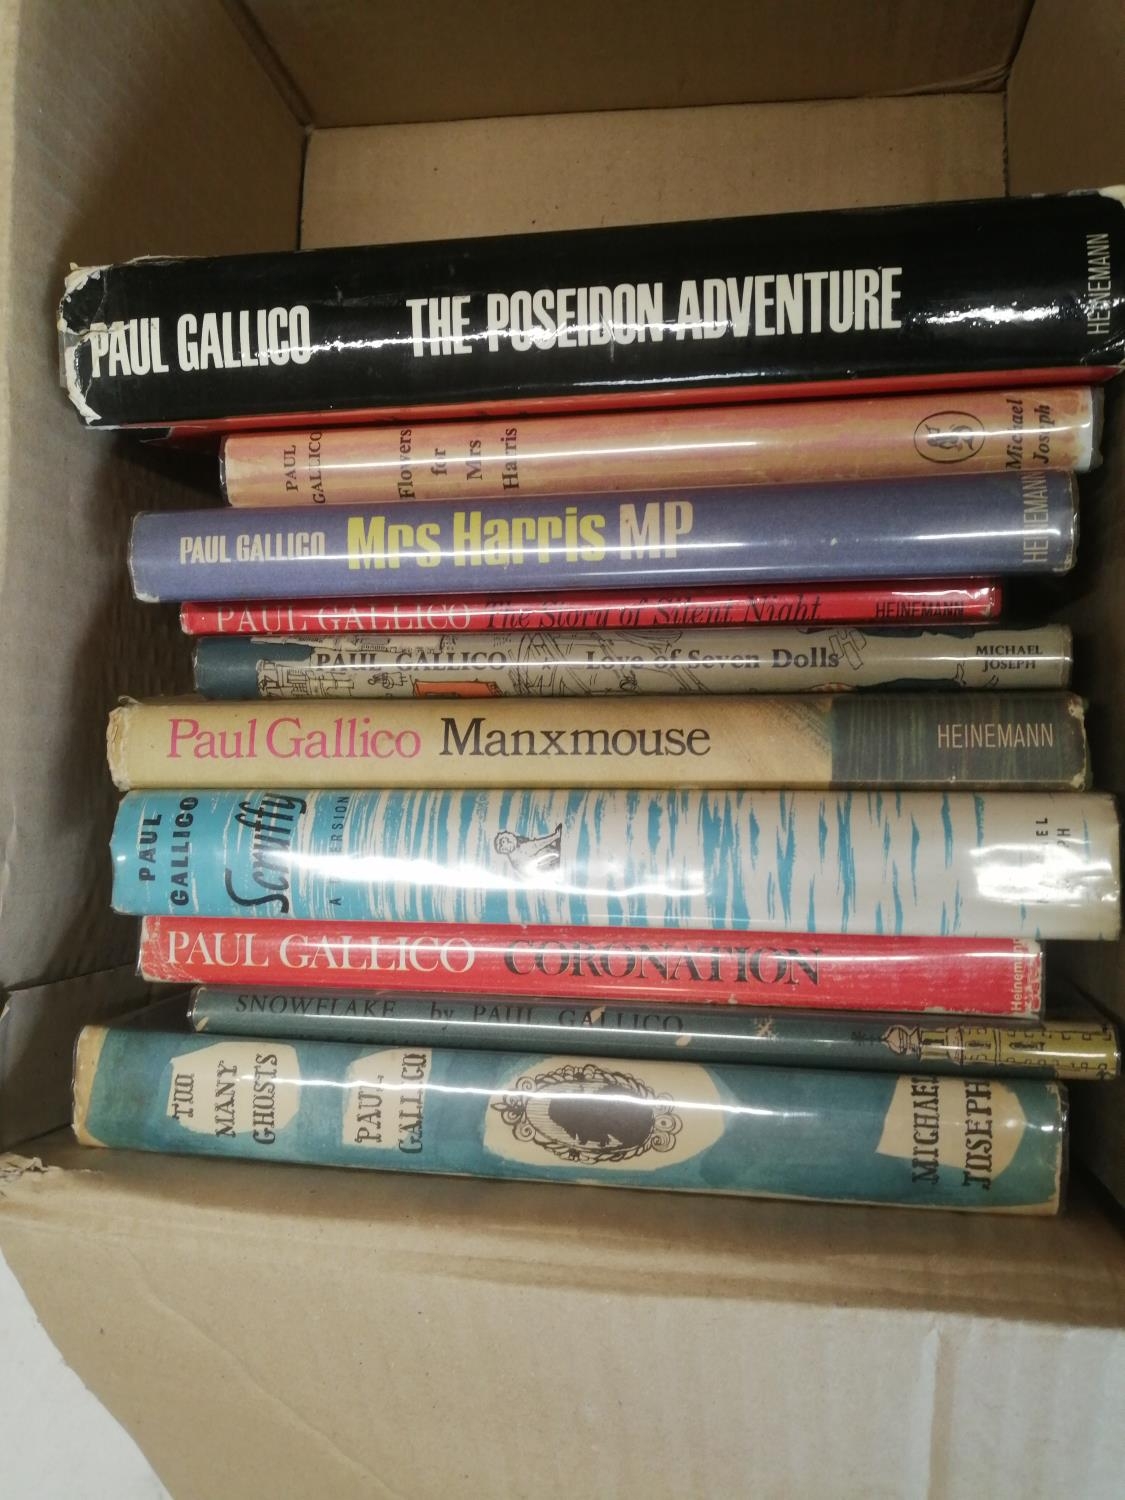 PAUL GALLICO THE POSEIDON ADVENTURE HEINEMANN
PAUL
GALLICO
Flowers
for
Mrs
Harris
Michael
Joseph
PAUL GALLICO Mrs Harris MP HEINEMANN
PAUL GALLICO The Story of Silent Night HEINEMANN
PAUL GALLICO Love of Seven Dolls MICHAEL
JOSEPH
Paul Gallico Manxmouse HEINEMANN
PAUL
GALLICO
Scruffy
PAUL GALLICO CORONATION Heinemann
SNOWFLAKE by PAUL GALLICO
TOO
MANY
GHOSTS
PAUL
GALLICO
MICHAEL
JOSEPH